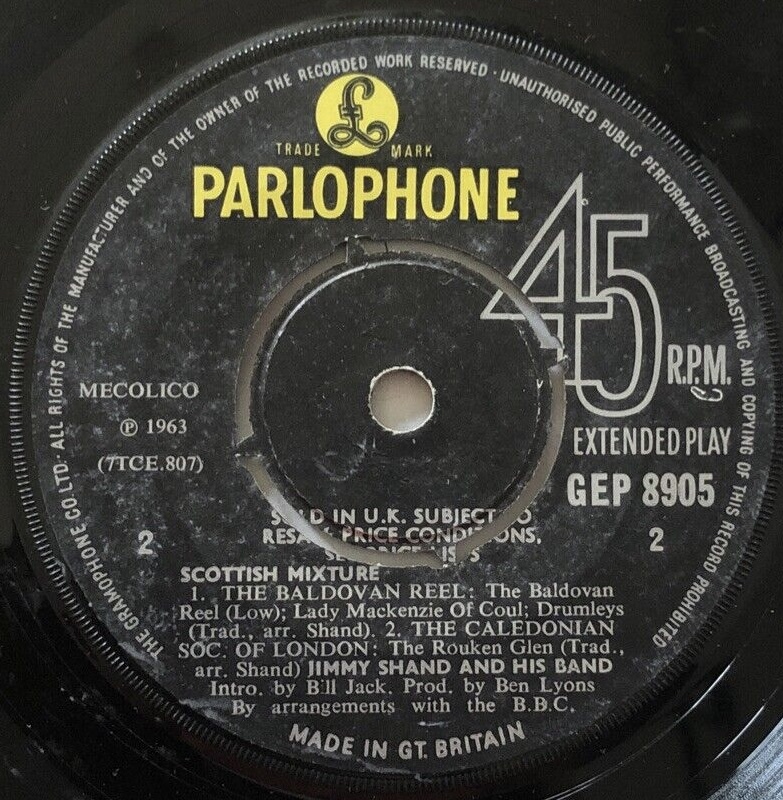 THE GRAMOPHONE CO. LTD. · ALL RIGHTS OF THE MANUFACTURER AND OF THE OWNER OF THE RECORDED WORK RESERVED · UNAUTHORISED PUBLIC PERFORMANCE BROADCASTING AND COPYING OF THIS RECORD PROHIBITED
£
TRADE MARK
PARLOPHONE
45
R.P.M.
MECOLICO
℗ 1963
(7TCE.807)
EXTENDED PLAY
GEP 8905
IN U.K. SUBJECT
PRICE
2
2
SCOTTISH MIXTURE
1. THE BALDOVAN REEL: The Baldovan
Reel (Low); Lady Mackenzie Of Coul; Drumleys
(Trad., arr. Shand). 2. THE CALEDONIAN
SOC. OF LONDON: The Rouken Glen (Trad.,
arr. Shand) JIMMY SHAND AND HIS BAND
Intro. by Bill Jack. Prod. by Ben Lyons
By arrangements with the B.B.C.
MADE IN GT. BRITAIN